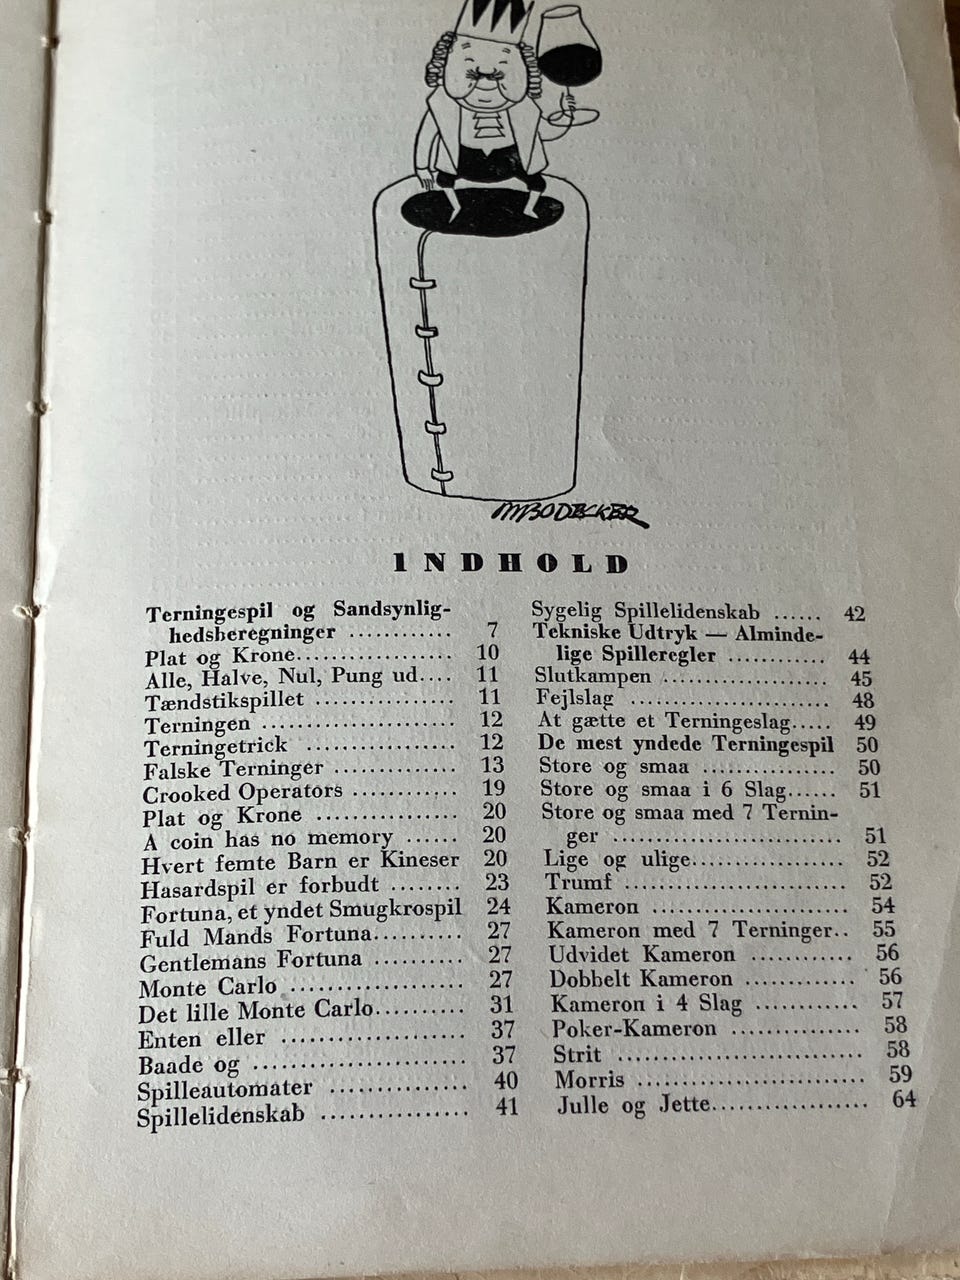 MBODECKER
INDHOLD
Terningespil og Sandsynlig-
hedsberegninger ............ 7
Plat og Krone.................. 10
Alle, Halve, Nul, Pung ud.... 11
Tændstikspillet ............... 11
Terningen ..................... 12
Terningetrick ................ 12
Falske Terninger ............. 13
Crooked Operators ........... 19
Plat og Krone ................ 20
A coin has no memory ...... 20
Hvert femte Barn er Kineser 20
Hasardspil er forbudt ........ 23
Fortuna, et yndet Smugkrospil 24
Fuld Mands Fortuna.......... 27
Gentlemans Fortuna .......... 27
Monte Carlo ................... 27
Det lille Monte Carlo.......... 31
Enten eller .................... 37
Baade og ....................... 37
Spilleautomater ............... 40
Spillelidenskab ................ 41
Sygelig Spillelidenskab ...... 42
Tekniske Udtryk — Alminde-
lige Spilleregler ............ 44
Slutkampen .................... 45
Fejlslag ........................ 48
At gætte et Terningeslag..... 49
De mest yndede Terningespil 50
Store og smaa ................ 50
Store og smaa i 6 Slag...... 51
Store og smaa med 7 Ternin-
ger .......................... 51
Lige og ulige.................. 52
Trumf .......................... 52
Kameron ....................... 54
Kameron med 7 Terninger.. 55
Udvidet Kameron ............ 56
Dobbelt Kameron ............ 56
Kameron i 4 Slag ............ 57
Poker-Kameron ............... 58
Strit ............................ 58
Morris .......................... 59
Julle og Jette.................. 64